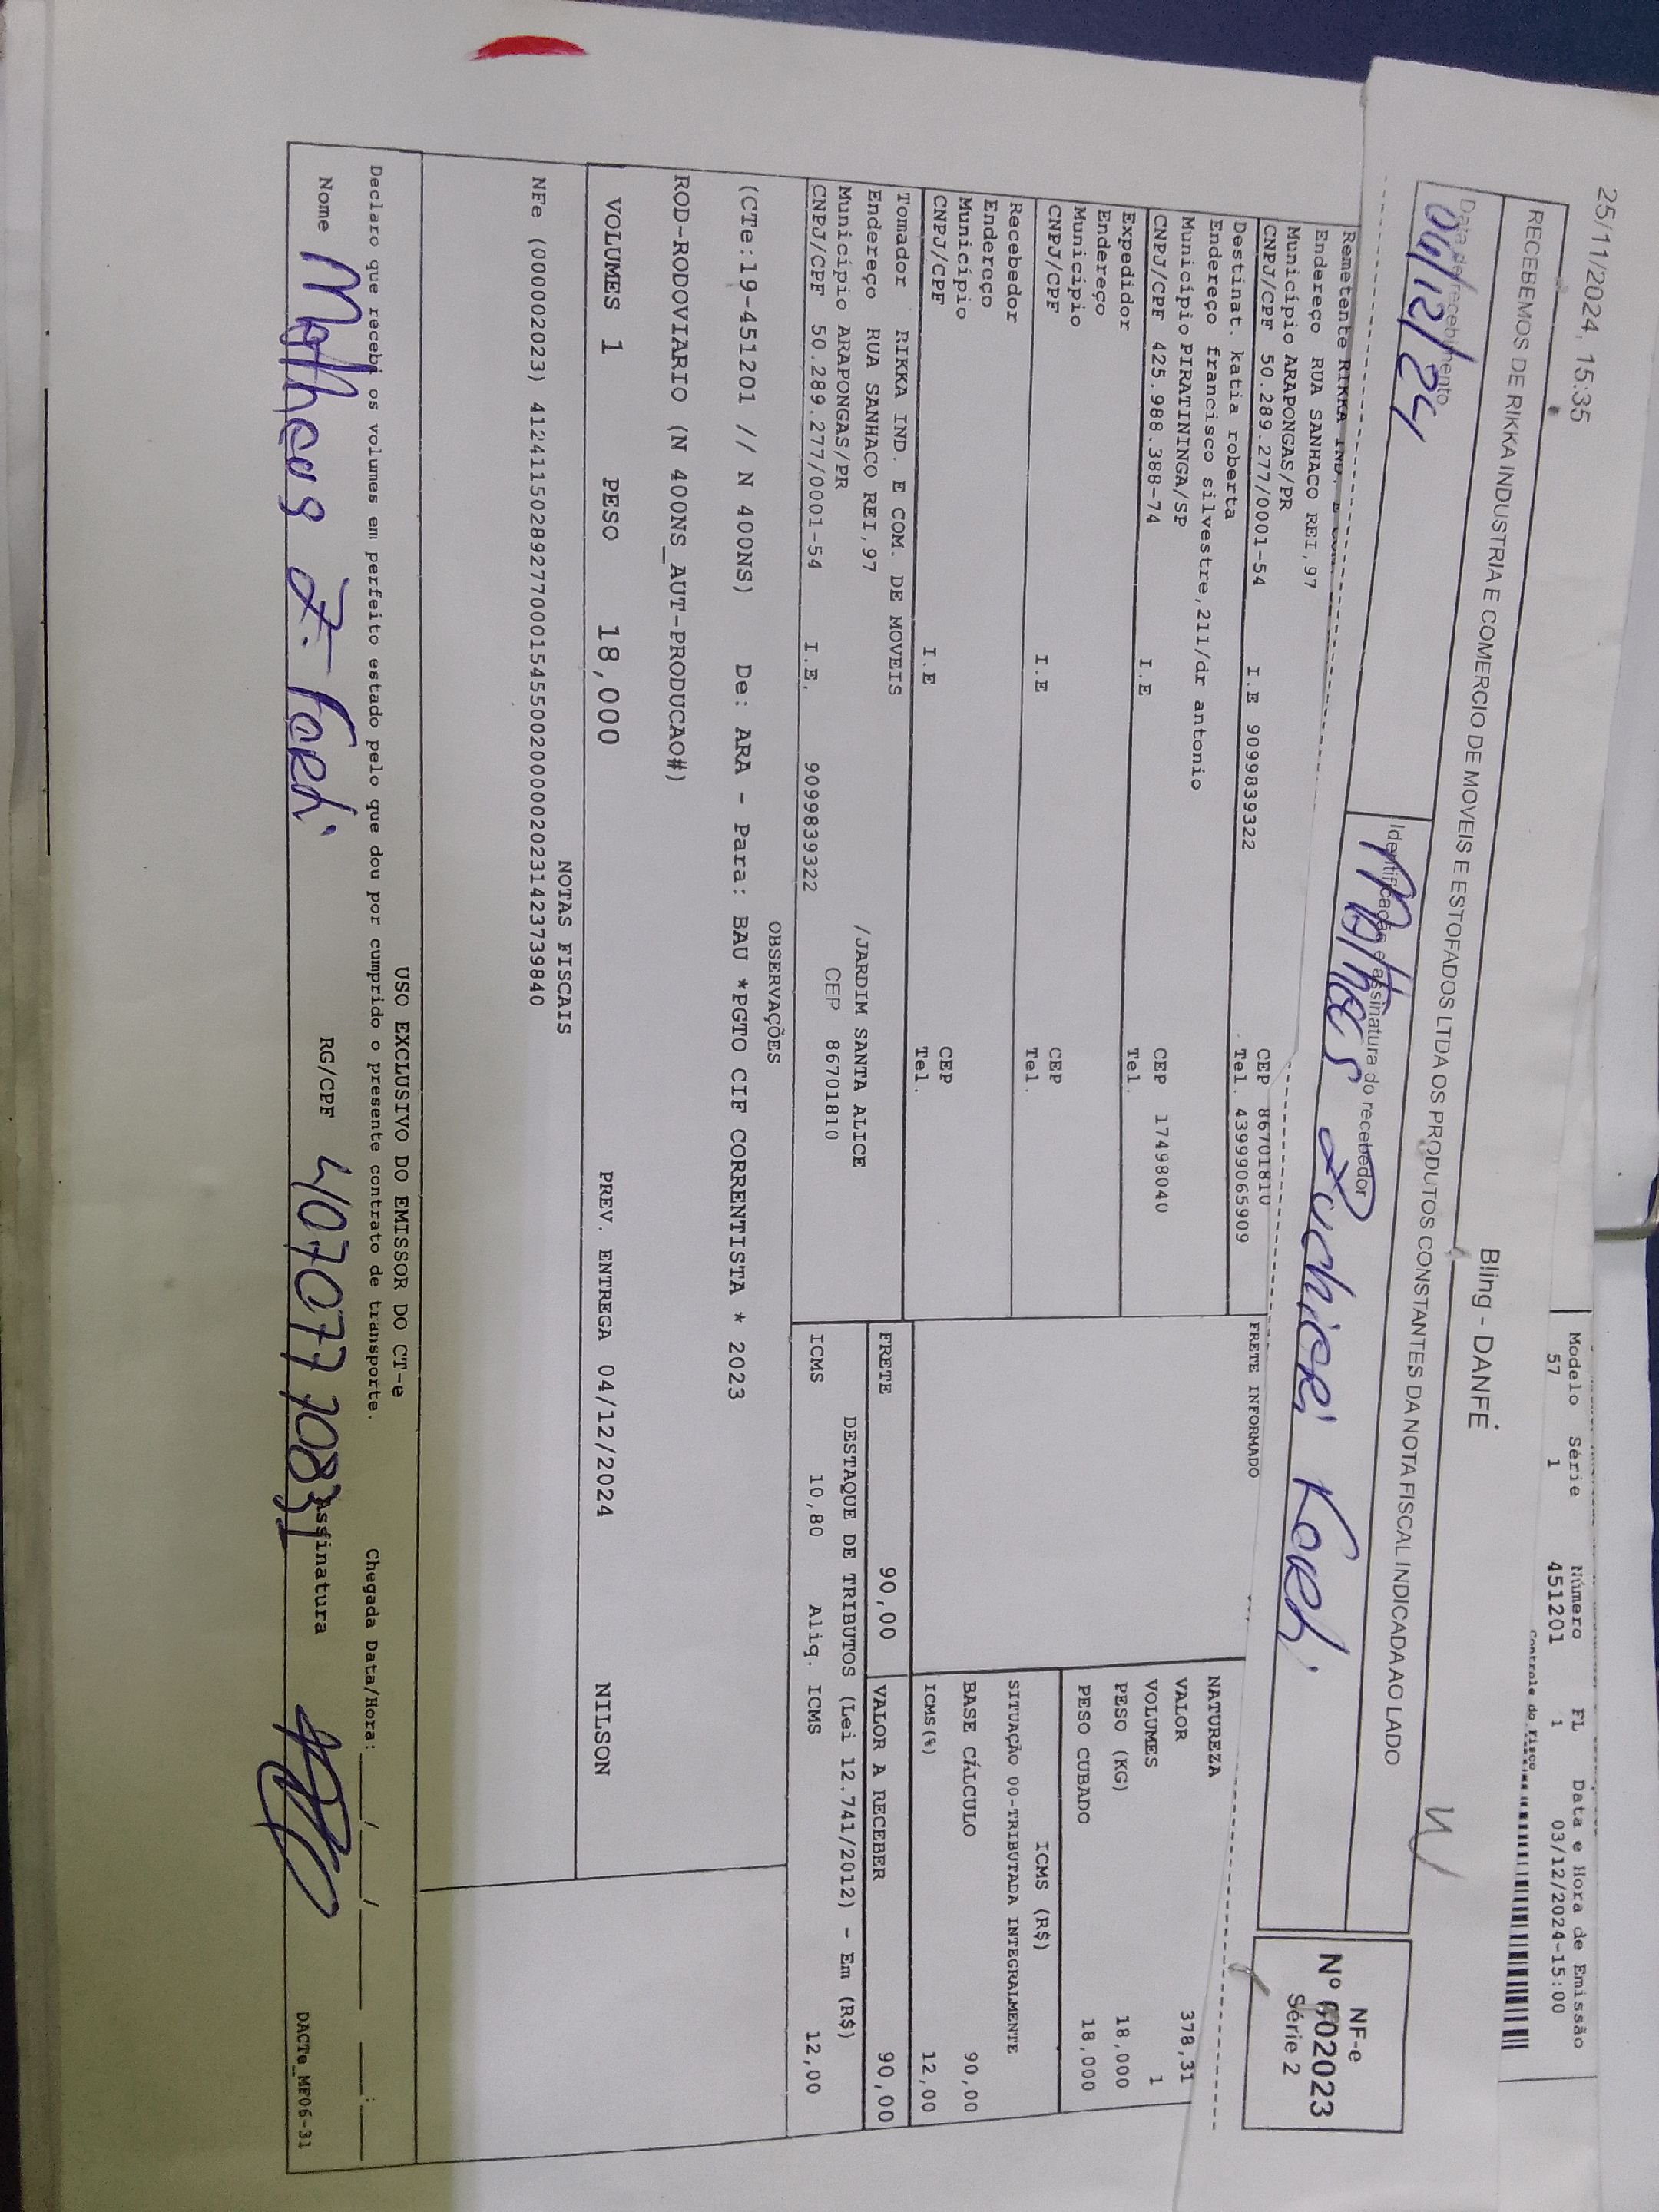 25/11/2024, 15:35
Bling - DANFE
Modelo Série Número FL Data e Hora de Emissão
57 1 451201 1 03/12/2024-15:00
Controle do Fisco
RECEBEMOS DE RIKKA INDUSTRIA E COMERCIO DE MOVEIS E ESTOFADOS LTDA OS PRODUTOS CONSTANTES DA NOTA FISCAL INDICADA AO LADO
Data de recebimento
04/12/24
Identificação e assinatura do recebedor
Matheus
NF-e
Nº 002023
Série 2
Remetente RIKKA IND. E
Endereço RUA SANHACO REI,97
Município ARAPONGAS/PR
CEP 86701810
CNPJ/CPF 50.289.277/0001-54 I.E 9099839322 Tel. 43999065909
Destinat. katia roberta
Endereço francisco silvestre,211/dr antonio
Município PIRATININGA/SP CEP 17498040
CNPJ/CPF 425.988.388-74 I.E Tel.
Expedidor
Endereço
Município CEP
CNPJ/CPF I.E Tel.
Recebedor
Endereço
Município CEP
CNPJ/CPF I.E Tel.
Tomador RIKKA IND. E COM. DE MOVEIS
Endereço RUA SANHACO REI,97 /JARDIM SANTA ALICE
Município ARAPONGAS/PR CEP 86701810
CNPJ/CPF 50.289.277/0001-54 I.E. 9099839322
FRETE INFORMADO
NATUREZA
VALOR 378,31
VOLUMES 1
PESO (KG) 18,000
PESO CUBADO 18,000
ICMS (R$)
SITUAÇÃO 00-TRIBUTADA INTEGRALMENTE
BASE CÁLCULO 90,00
ICMS(%) 12,00
FRETE 90,00 VALOR A RECEBER 90,00
DESTAQUE DE TRIBUTOS (Lei 12.741/2012) - Em (R$)
ICMS 10,80 Aliq. ICMS 12,00
OBSERVAÇÕES
(CTe:19-451201 // N 400NS) De: ARA - Para: BAU *PGTO CIF CORRENTISTA * 2023
ROD-RODOVIARIO (N 400NS_AUT-PRODUCAO#)
VOLUMES 1 PESO 18,000 PREV. ENTREGA 04/12/2024 NILSON
NOTAS FISCAIS
NFe (000002023) 41241150289277000154550020000020231423739840
USO EXCLUSIVO DO EMISSOR DO CT-e
Declaro que recebi os volumes em perfeito estado pelo que dou por cumprido o presente contrato de transporte. Chegada Data/Hora: ____/____/______ ____:____
Nome Matheus Z. RG/CPF Assinatura
DACTe_MF06-31